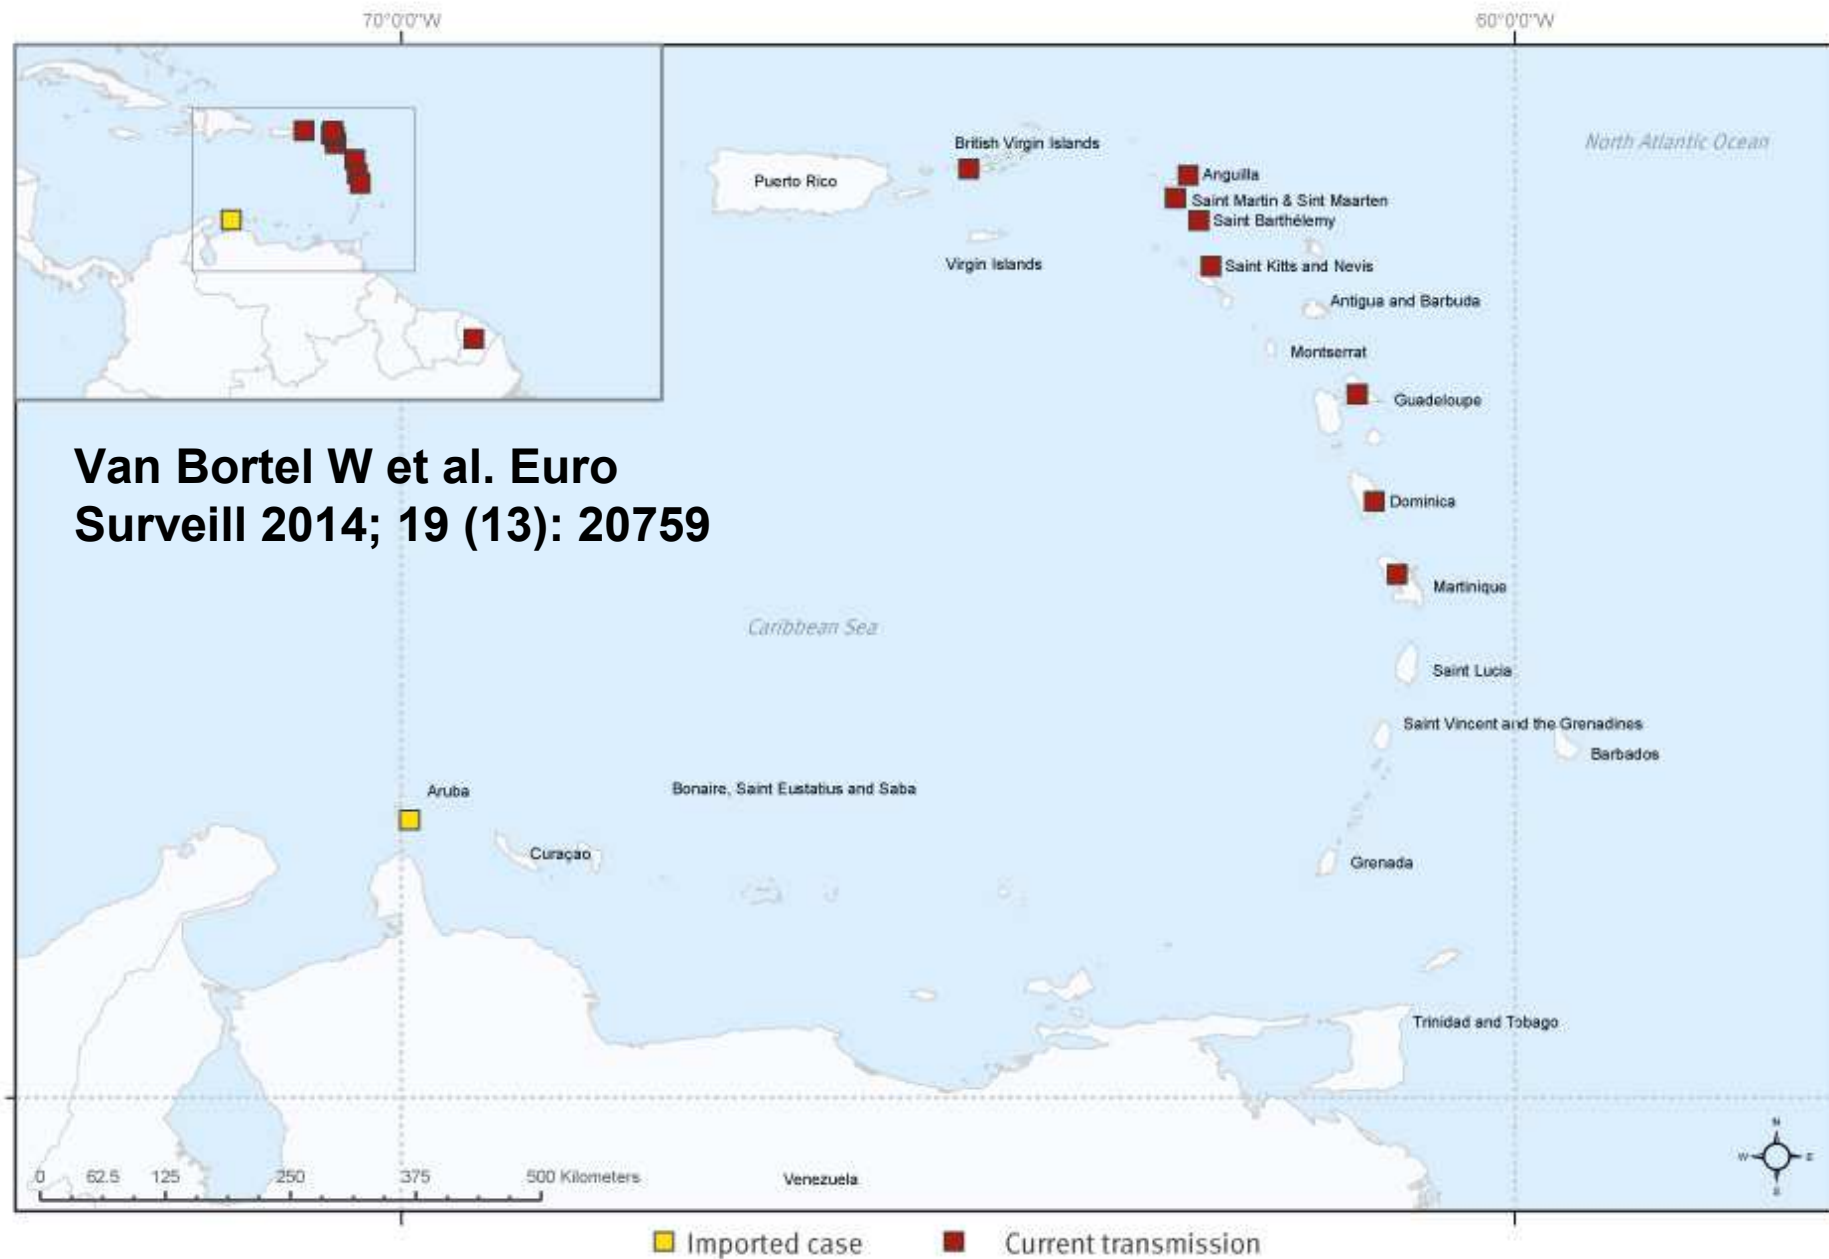 70°0'0"W
60°0'0"W
British Virgin Islands
North Atlantic Ocean
Puerto Rico
Anguilla
Saint Martin & Sint Maarten
Saint Barthélemy
Virgin Islands
Saint Kitts and Nevis
Antigua and Barbuda
Montserrat
Guadeloupe
Van Bortel W et al. Euro
Surveill 2014; 19 (13): 20759
Dominica
Martinique
Caribbean Sea
Saint Lucia
Saint Vincent and the Grenadines
Barbados
Aruba
Bonaire, Saint Eustatius and Saba
Curaçao
Grenada
Trinidad and Tobago
N
W
E
S
0 62.5 125 250 375 500 Kilometers
Venezuela
Imported case
Current transmission